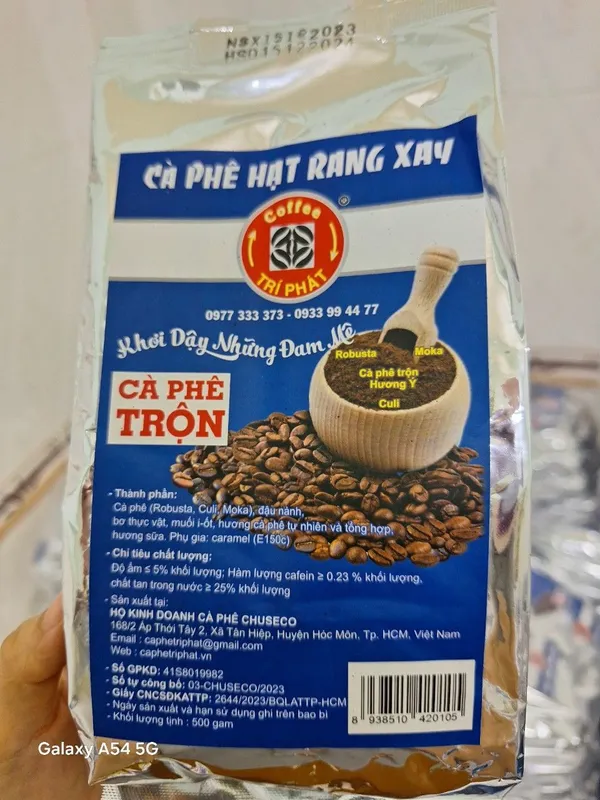 NSX15122023
HSD15122024
CÀ PHÊ HẠT RANG XAY
®
Coffee
TRÍ PHÁT
0977 333 373 - 0933 99 44 77
Khơi Dậy Những Đam Mê
Robusta
Moka
Cà phê trộn
Hương Ý
Culi
CÀ PHÊ
TRỘN
- Thành phần:
Cà phê (Robusta, Culi, Moka), đậu nành,
bơ thực vật, muối i-ốt, hương cà phê tự nhiên và tổng hợp,
hương sữa. Phụ gia: caramel (E150c)
- Chỉ tiêu chất lượng:
Độ ẩm ≤ 5% khối lượng; Hàm lượng cafein ≥ 0.23 % khối lượng,
chất tan trong nước ≥ 25% khối lượng
- Sản xuất tại:
HỘ KINH DOANH CÀ PHÊ CHUSECO
168/2 Ấp Thới Tây 2, Xã Tân Hiệp, Huyện Hóc Môn, Tp. HCM, Việt Nam
Email : caphetriphat@gmail.com
Web : caphetriphat.vn
- Số GPKD: 41S8019982
- Số tự công bố: 03-CHUSECO/2023
- Giấy CNCSDKATTP: 2644/2023/BQLATTP-HCM
- Ngày sản xuất và hạn sử dụng ghi trên bao bì
- Khối lượng tịnh : 500 gam
8 938510 420105
Galaxy A54 5G